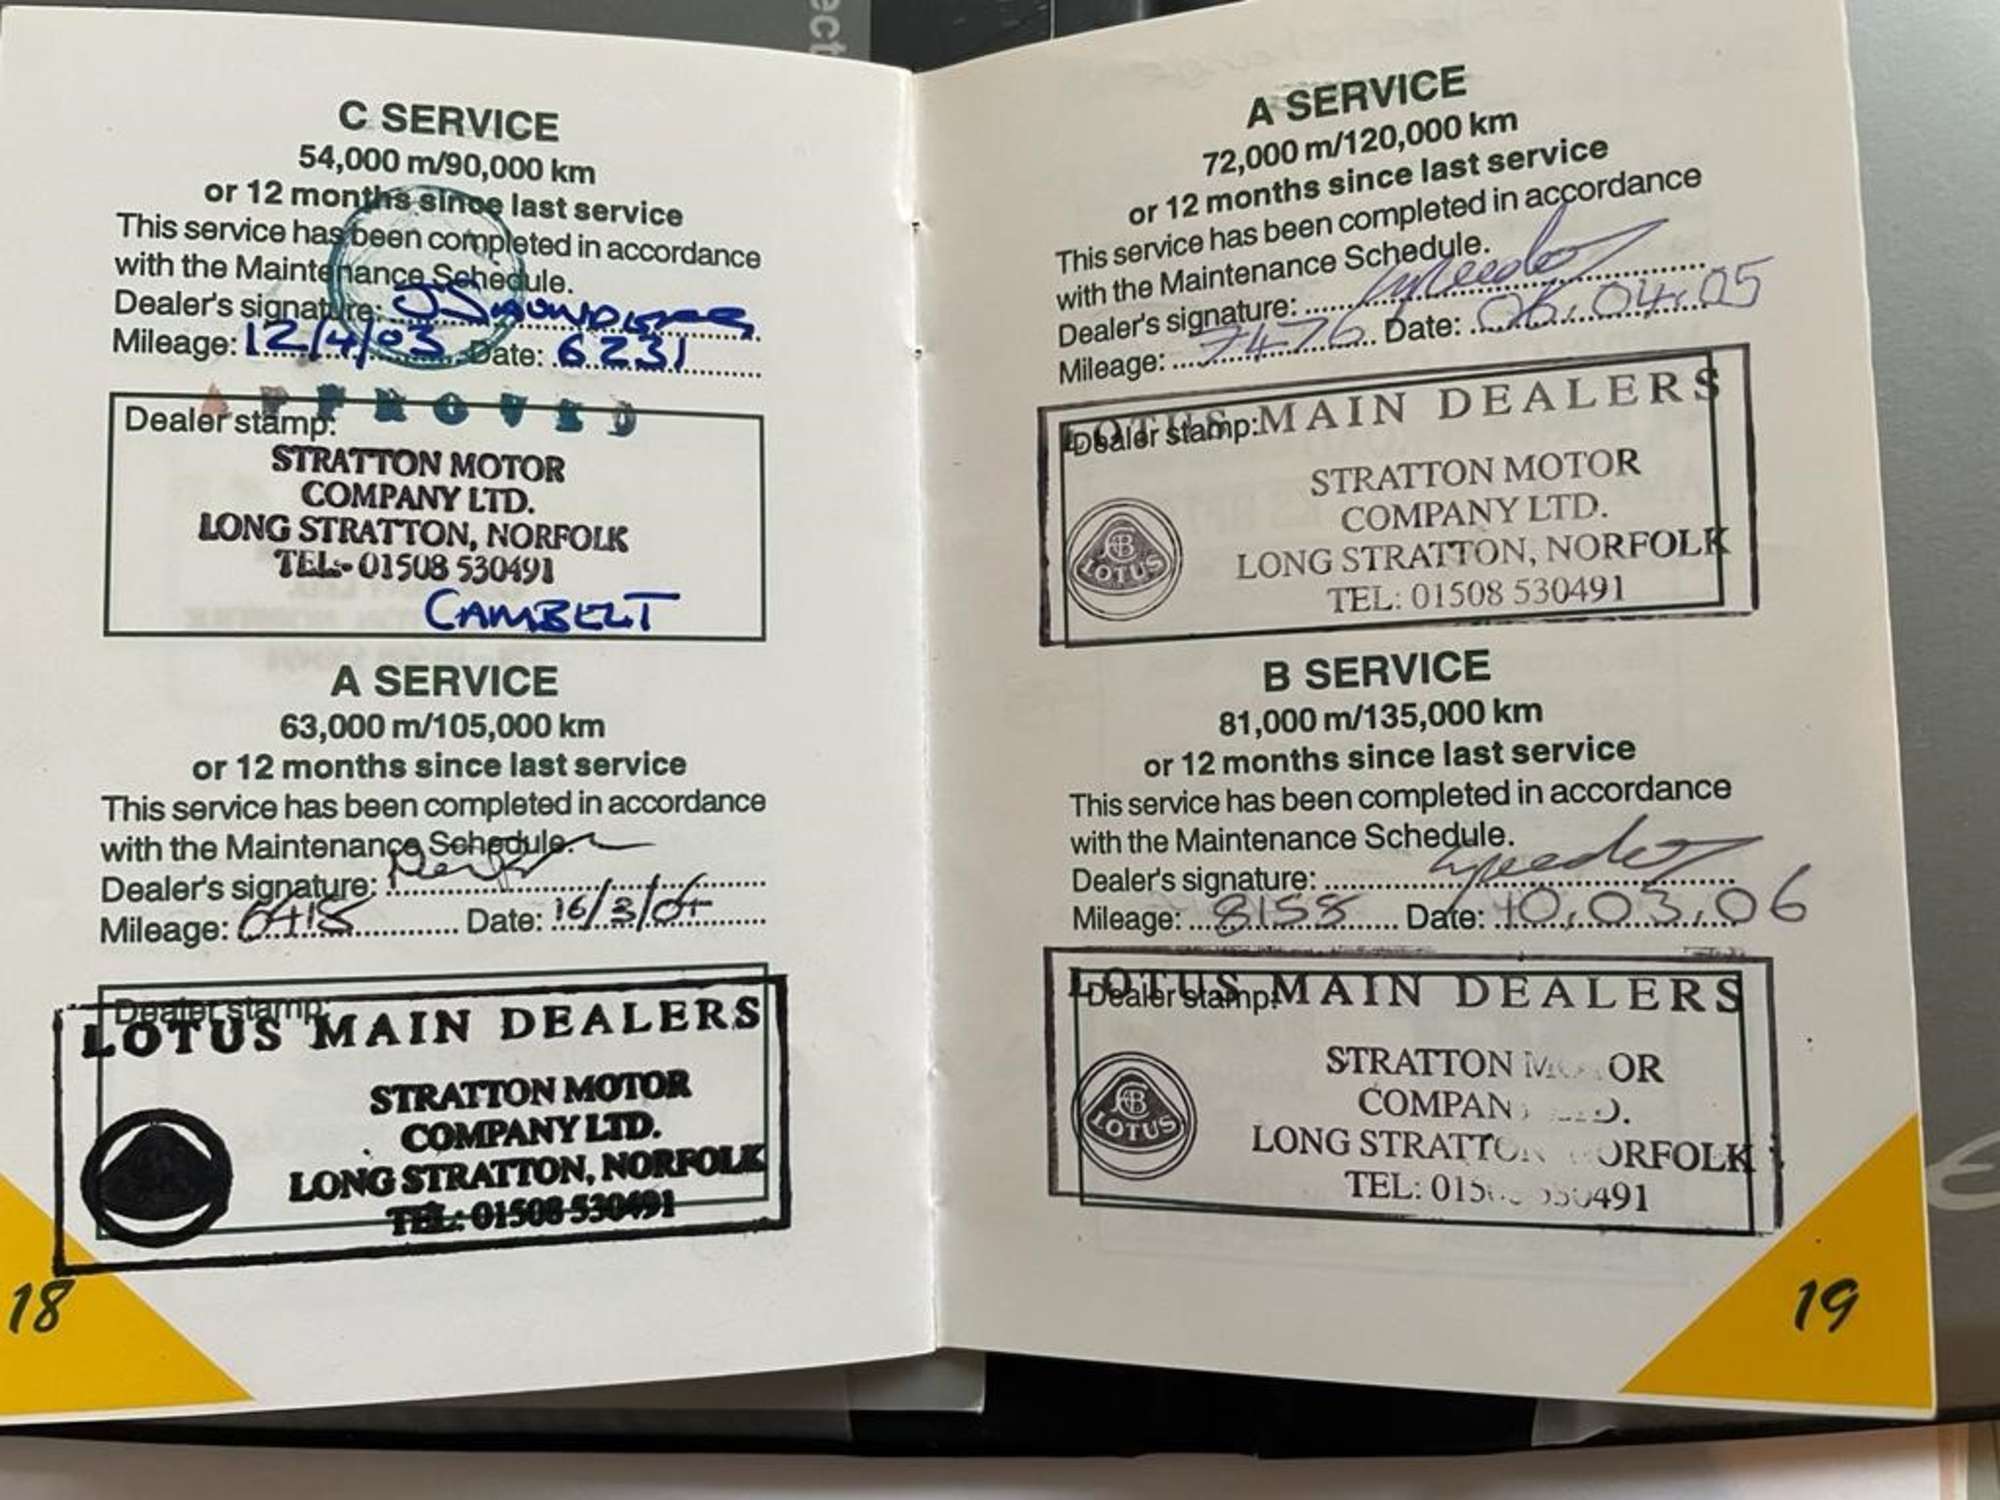 ect
C SERVICE
54,000 m/90,000 km
or 12 months since last service
This service has been completed in accordance
with the Maintenance Schedule.
Dealer's signature:
Mileage: 12/4/03 Date: 6231
APPROVED
Dealer stamp:
STRATTON MOTOR
COMPANY LTD.
LONG STRATTON, NORFOLK
TEL:- 01508 530491
CAMBELT
A SERVICE
63,000 m/105,000 km
or 12 months since last service
This service has been completed in accordance
with the Maintenance Schedule.
Dealer's signature:
Mileage: 6418 Date: 16/3/04
Dealer stamp:
LOTUS MAIN DEALERS
STRATTON MOTOR
COMPANY LTD.
LONG STRATTON, NORFOLK
TEL: 01508 530491
18
A SERVICE
72,000 m/120,000 km
or 12 months since last service
This service has been completed in accordance
with the Maintenance Schedule.
Dealer's signature:
Mileage: 7476 Date: 06.04.05
LOTUS MAIN DEALERS
Dealer stamp:
STRATTON MOTOR
COMPANY LTD.
LONG STRATTON, NORFOLK
TEL: 01508 530491
LOTUS
B SERVICE
81,000 m/135,000 km
or 12 months since last service
This service has been completed in accordance
with the Maintenance Schedule.
Dealer's signature:
Mileage: 8158 Date: 10.03.06
LOTUS MAIN DEALERS
Dealer stamp:
STRATTON MOTOR
COMPANY LTD.
LONG STRATTON, NORFOLK
TEL: 01508 530491
LOTUS
19